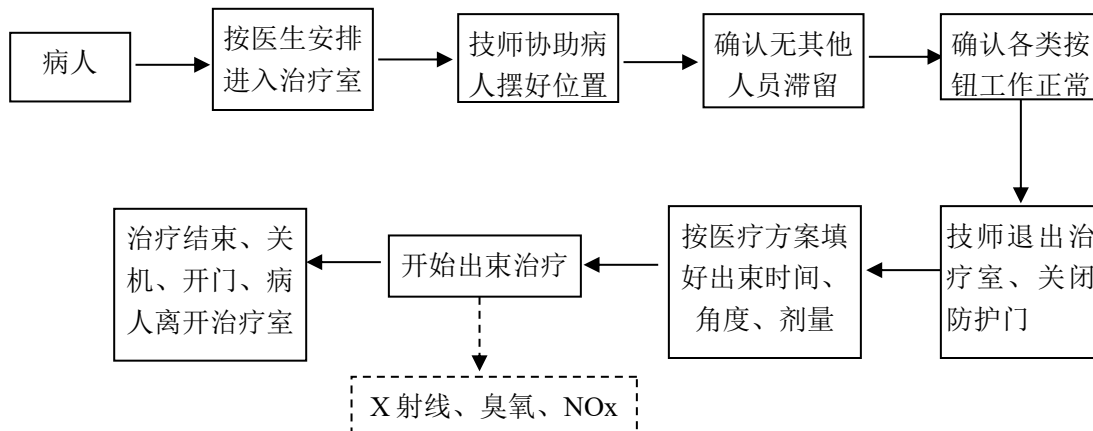 病人
按医生安排
进入治疗室
技师协助病
人摆好位置
确认无其他
人员滞留
确认各类按
钮工作正常
技师退出治
疗室、关闭
防护门
按医疗方案填
好出束时间、
角度、剂量
开始出束治疗
治疗结束、关
机、开门、病
人离开治疗室
X 射线、臭氧、NOx